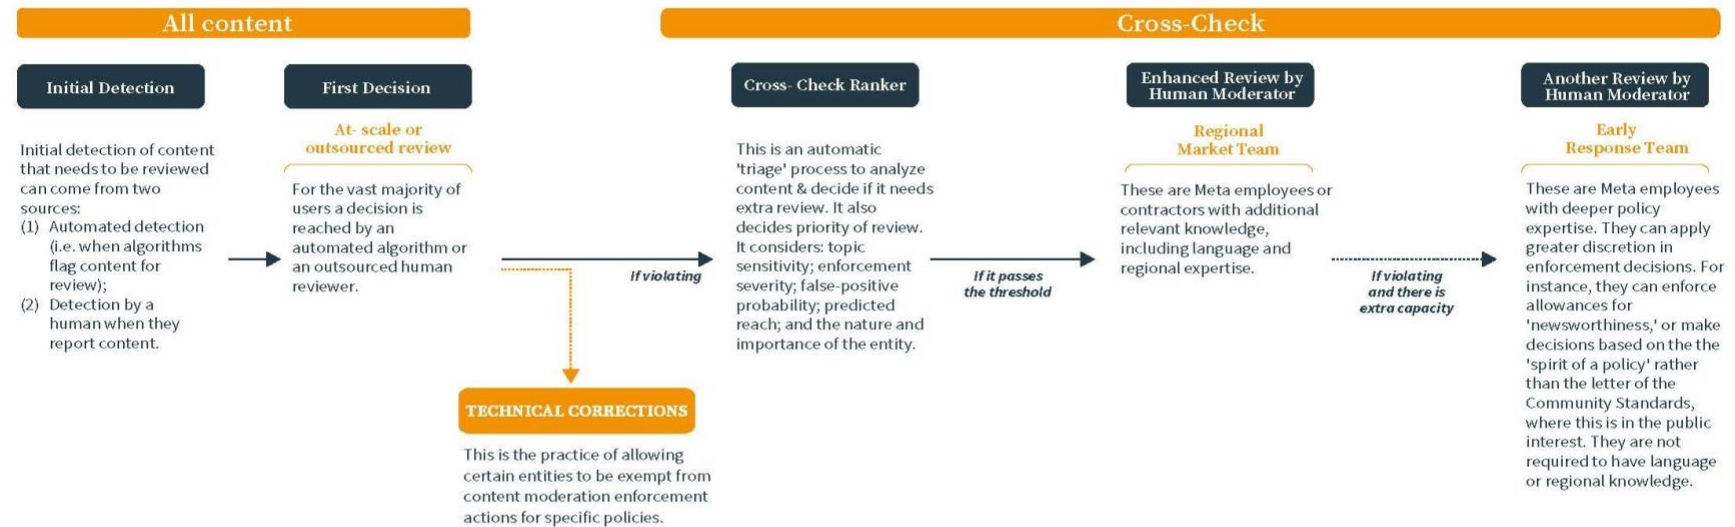 All content
Cross-Check
Initial Detection
Initial detection of content
that needs to be reviewed
can come from two
sources:
(1) Automated detection
(i.e. when algorithms
flag content for
review);
(2) Detection by a
human when they
report content.
First Decision
At- scale or
outsourced review
For the vast majority of
users a decision is
reached by an
automated algorithm or
an outsourced human
reviewer.
If violating
TECHNICAL CORRECTIONS
This is the practice of allowing
certain entities to be exempt from
content moderation enforcement
actions for specific policies.
Cross- Check Ranker
This is an automatic
'triage' process to analyze
content & decide if it needs
extra review. It also
decides priority of review.
It considers: topic
sensitivity; enforcement
severity; false-positive
probability; predicted
reach; and the nature and
importance of the entity.
If it passes
the threshold
Enhanced Review by
Human Moderator
Regional
Market Team
These are Meta employees or
contractors with additional
relevant knowledge,
including language and
regional expertise.
If violating
and there is
extra capacity
Another Review by
Human Moderator
Early
Response Team
These are Meta employees
with deeper policy
expertise. They can apply
greater discretion in
enforcement decisions. For
instance, they can enforce
allowances for
'newsworthiness,' or make
decisions based on the the
'spirit of a policy' rather
than the letter of the
Community Standards,
where this is in the public
interest. They are not
required to have language
or regional knowledge.